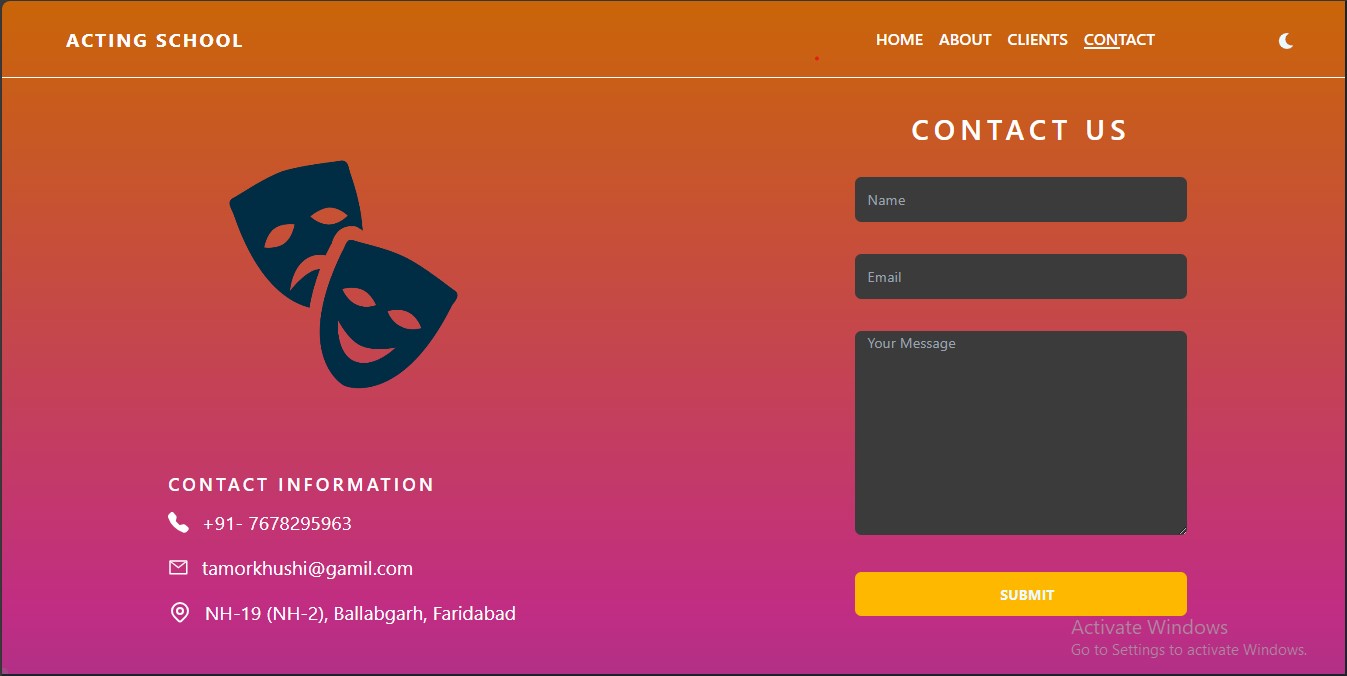 ACTING SCHOOL
HOME ABOUT CLIENTS CONTACT
CONTACT US
Name
Email
Your Message
SUBMIT
CONTACT INFORMATION
+91- 7678295963
tamorkhushi@gamil.com
NH-19 (NH-2), Ballabgarh, Faridabad
Activate Windows
Go to Settings to activate Windows.